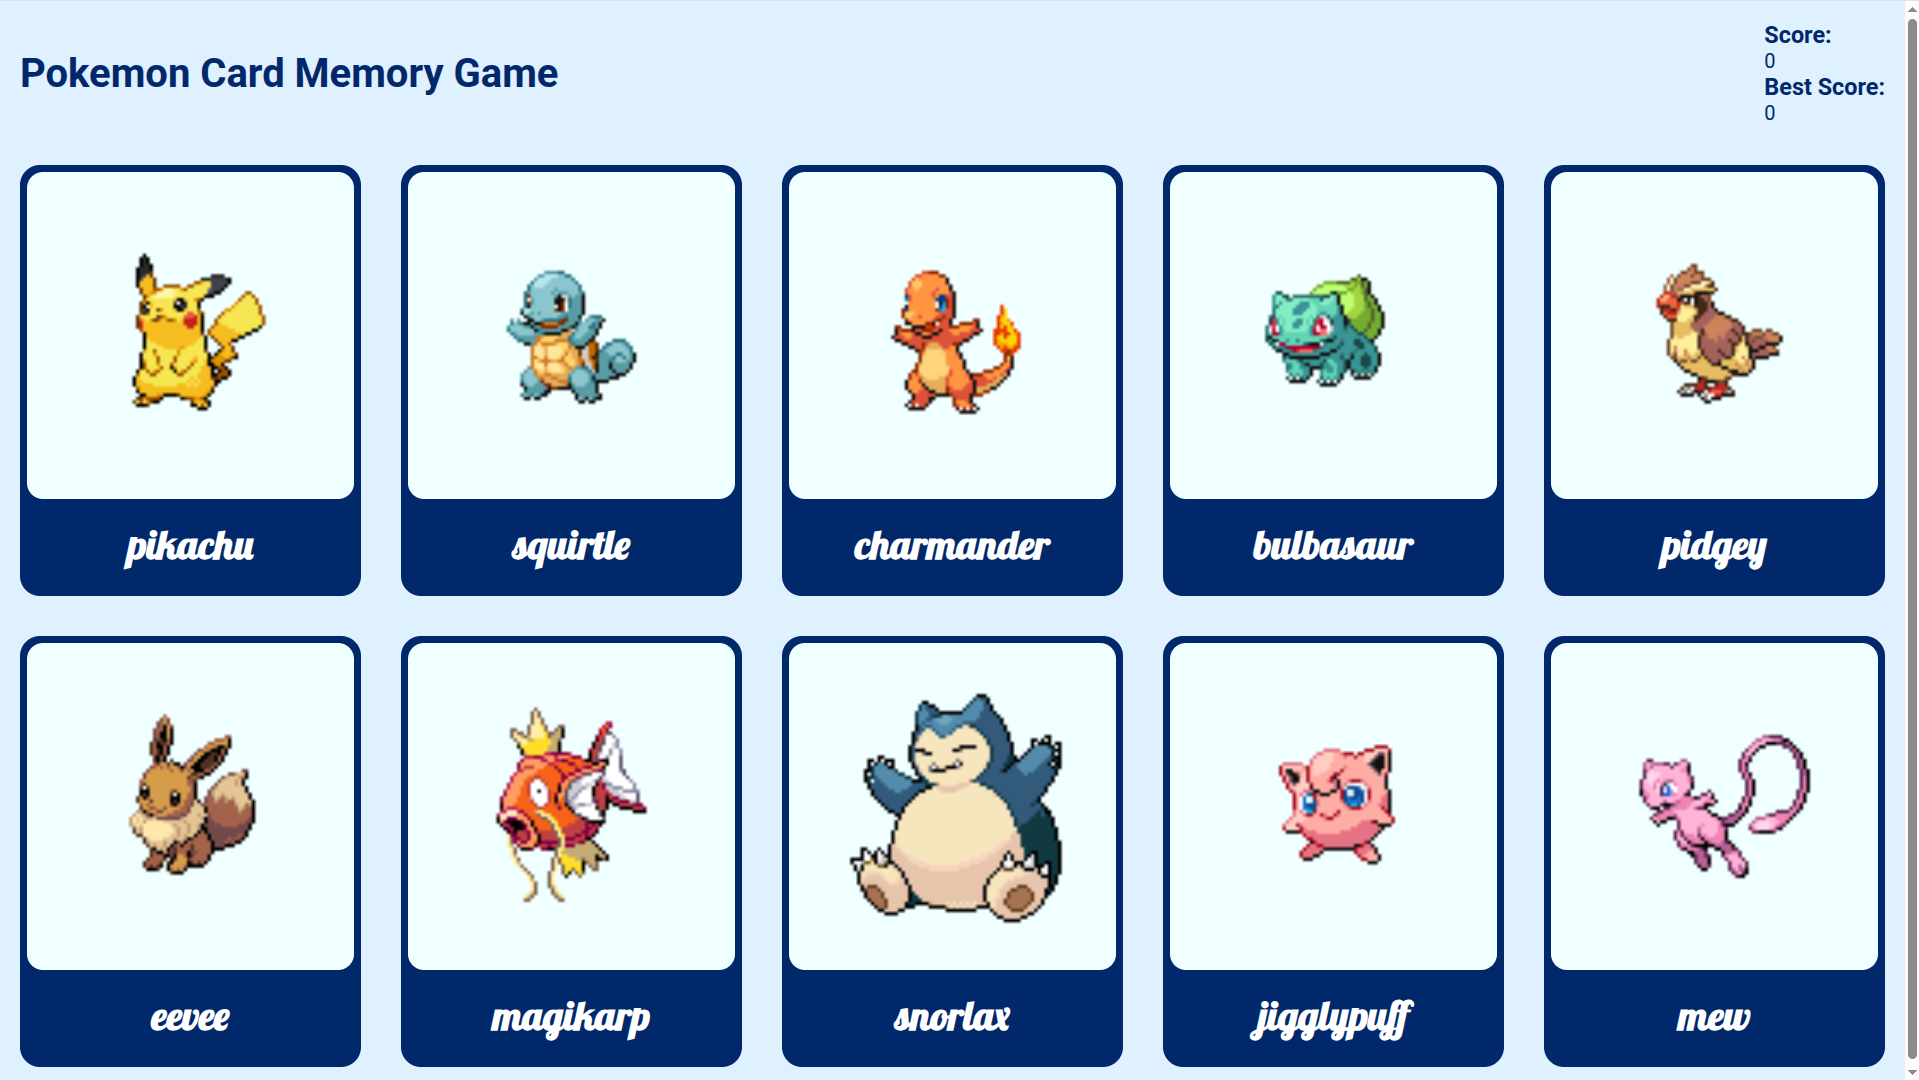 Pokemon Card Memory Game
Score:
0
Best Score:
0
pikachu
squirtle
charmander
bulbasaur
pidgey
eevee
magikarp
snorlax
jigglypuff
mew